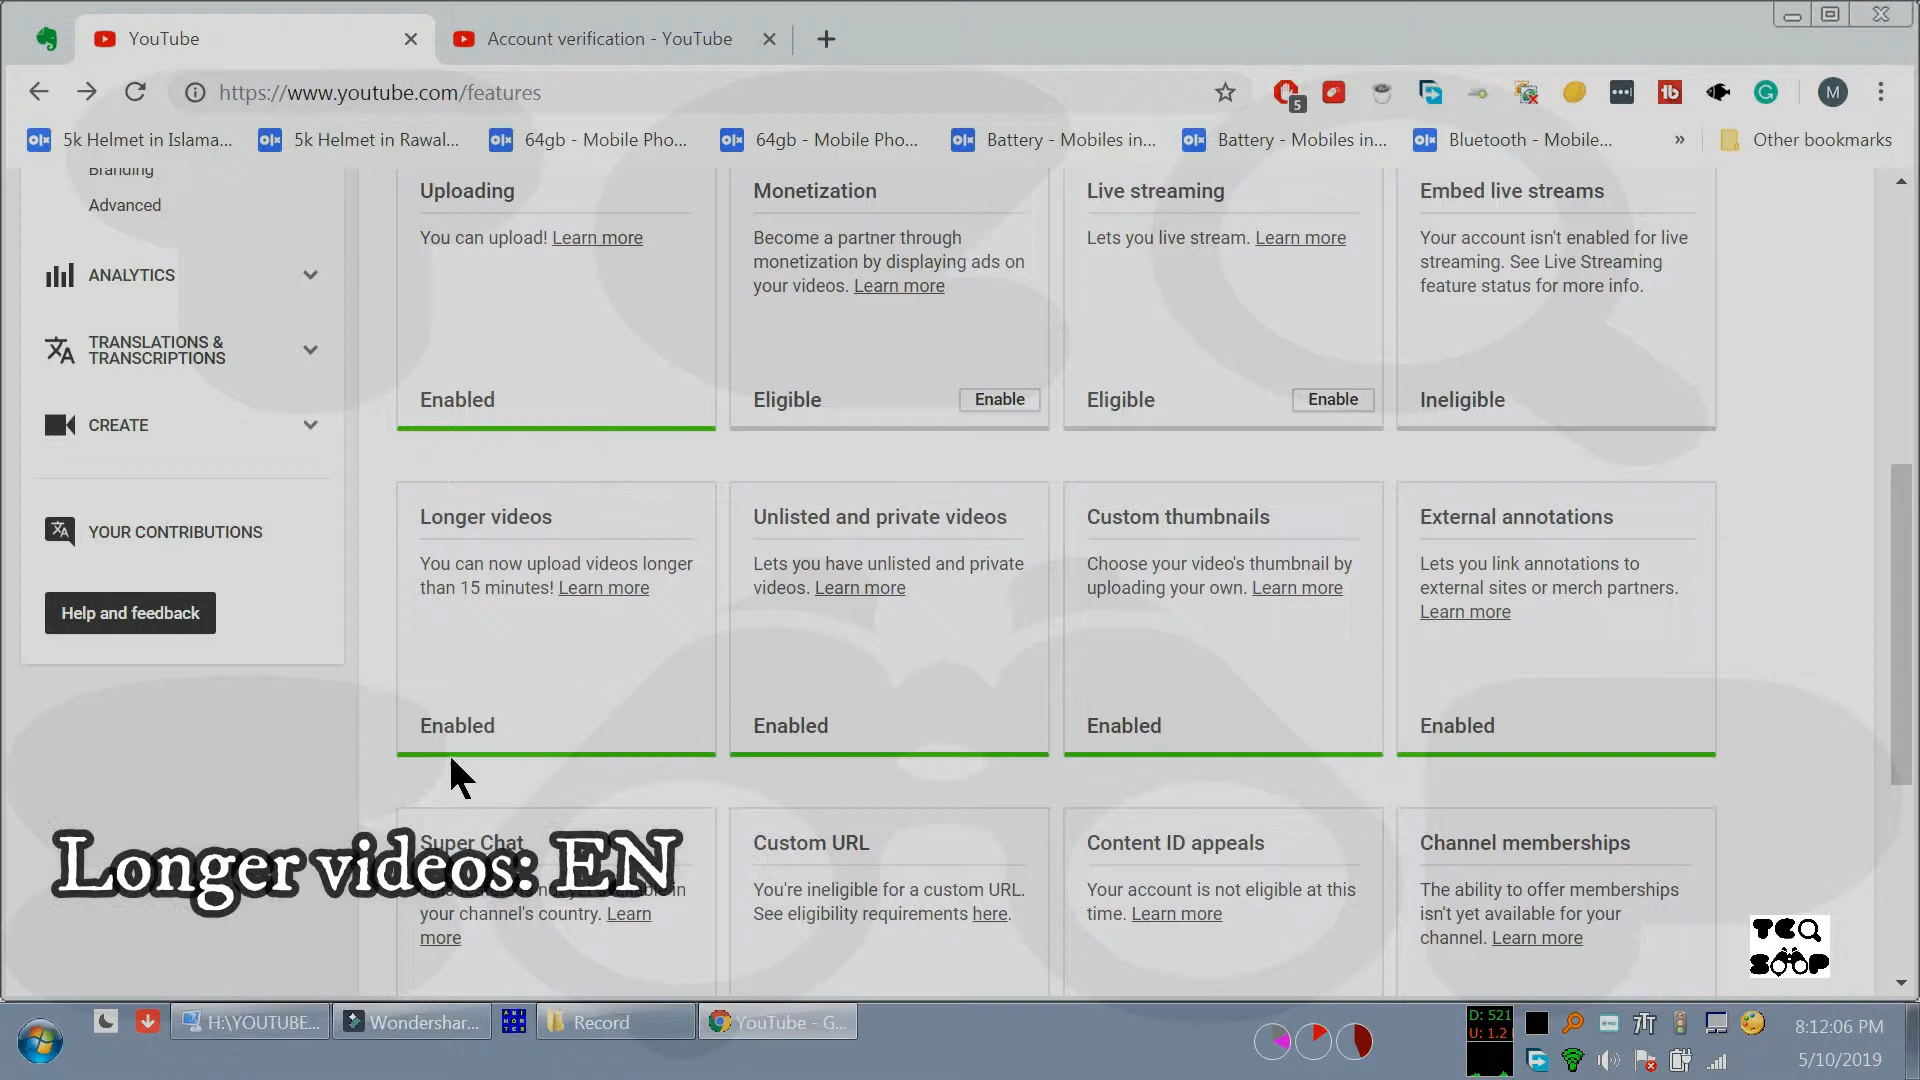 YouTube
Account verification - YouTube
https://www.youtube.com/features
5
M
5k Helmet in Islama...
5k Helmet in Rawal...
64gb - Mobile Pho...
64gb - Mobile Pho...
Battery - Mobiles in...
Battery - Mobiles in...
Bluetooth - Mobile...
»
Other bookmarks
Branding
Advanced
ANALYTICS
TRANSLATIONS &
TRANSCRIPTIONS
CREATE
YOUR CONTRIBUTIONS
Help and feedback
Uploading
You can upload! Learn more
Enabled
Monetization
Become a partner through
monetization by displaying ads on
your videos. Learn more
Eligible
Enable
Live streaming
Lets you live stream. Learn more
Eligible
Enable
Embed live streams
Your account isn't enabled for live
streaming. See Live Streaming
feature status for more info.
Ineligible
Longer videos
You can now upload videos longer
than 15 minutes! Learn more
Enabled
Unlisted and private videos
Lets you have unlisted and private
videos. Learn more
Enabled
Custom thumbnails
Choose your video's thumbnail by
uploading your own. Learn more
Enabled
External annotations
Lets you link annotations to
external sites or merch partners.
Learn more
Enabled
Super Chat
in
your channel's country. Learn
more
Longer videos: EN
Custom URL
You're ineligible for a custom URL.
See eligibility requirements here.
Content ID appeals
Your account is not eligible at this
time. Learn more
Channel memberships
The ability to offer memberships
isn't yet available for your
channel. Learn more
TEQ
SOOP
H:\YOUTUBE...
Wondershar...
Record
YouTube - G...
D: 521
U: 1.2
8:12:06 PM
5/10/2019